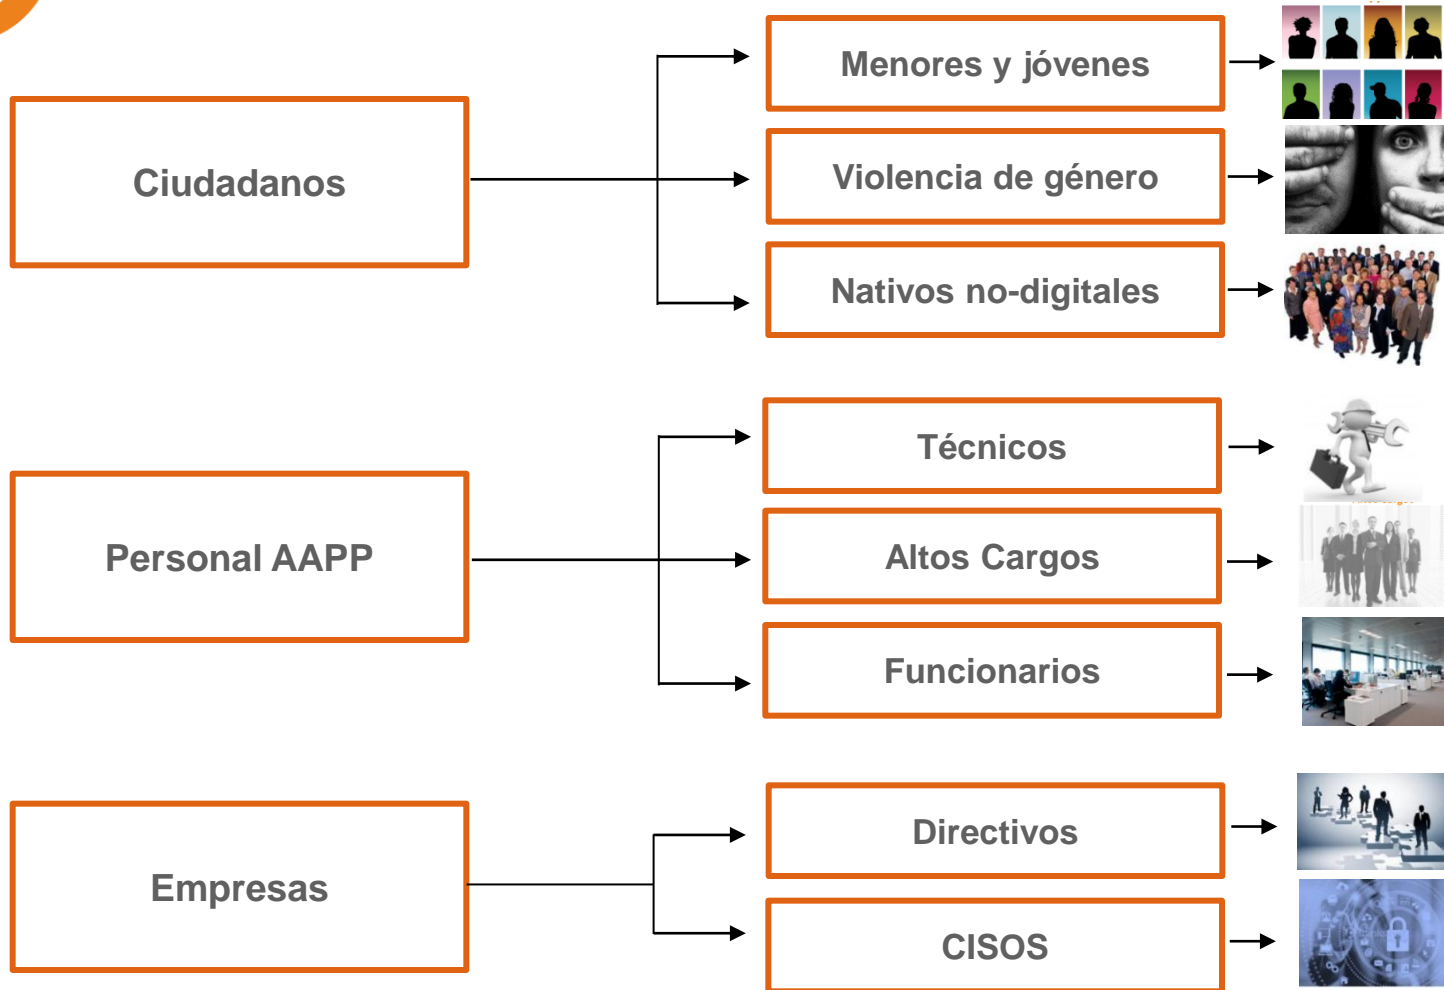 Ciudadanos
Menores y jóvenes
Violencia de género
Nativos no-digitales
Personal AAPP
Técnicos
Altos Cargos
Funcionarios
Empresas
Directivos
CISOS